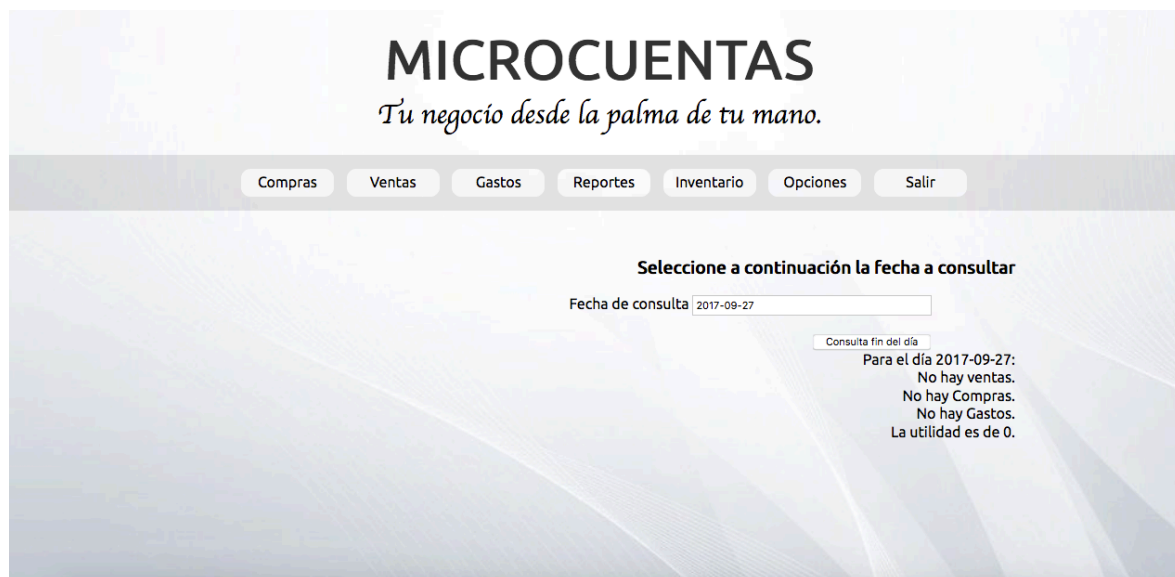 MICROCUENTAS
Tu negocio desde la palma de tu mano.
Compras Ventas Gastos Reportes Inventario Opciones Salir
Seleccione a continuación la fecha a consultar
Fecha de consulta 2017-09-27
Consulta fin del día
Para el día 2017-09-27:
No hay ventas.
No hay Compras.
No hay Gastos.
La utilidad es de 0.